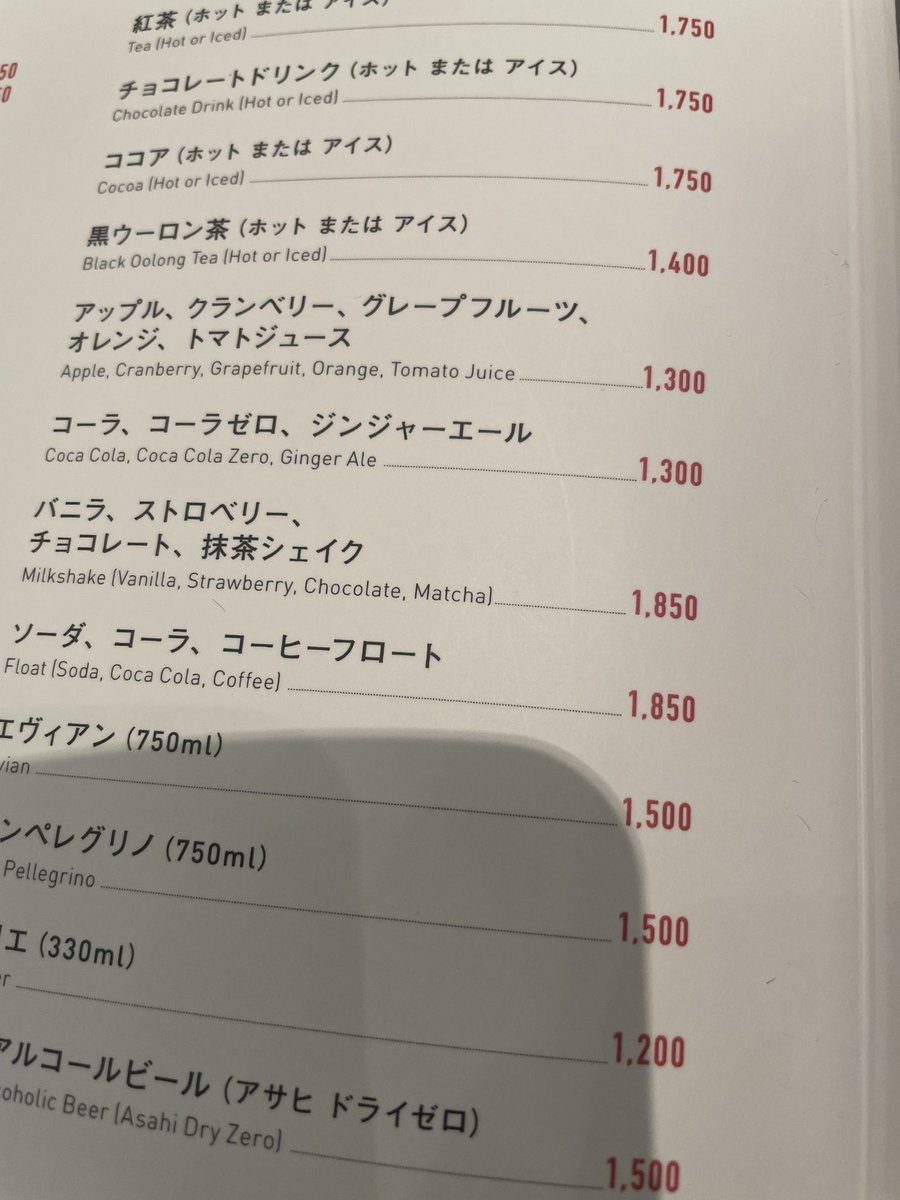 紅茶 (ホット または アイス)
Tea (Hot or Iced) 1,750
チョコレートドリンク (ホット または アイス)
Chocolate Drink (Hot or Iced) 1,750
ココア (ホット または アイス)
Cocoa (Hot or Iced) 1,750
黒ウーロン茶 (ホット または アイス)
Black Oolong Tea (Hot or Iced) 1,400
アップル、クランベリー、グレープフルーツ、
オレンジ、トマトジュース
Apple, Cranberry, Grapefruit, Orange, Tomato Juice 1,300
コーラ、コーラゼロ、ジンジャーエール
Coca Cola, Coca Cola Zero, Ginger Ale 1,300
バニラ、ストロベリー、
チョコレート、抹茶シェイク
Milkshake (Vanilla, Strawberry, Chocolate, Matcha) 1,850
ソーダ、コーラ、コーヒーフロート
Float (Soda, Coca Cola, Coffee) 1,850
エヴィアン (750ml)
1,500
ンペレグリノ (750ml)
Pellegrino 1,500
エ (330ml)
1,200
アルコールビール (アサヒ ドライゼロ)
oholic Beer (Asahi Dry Zero) 1,500